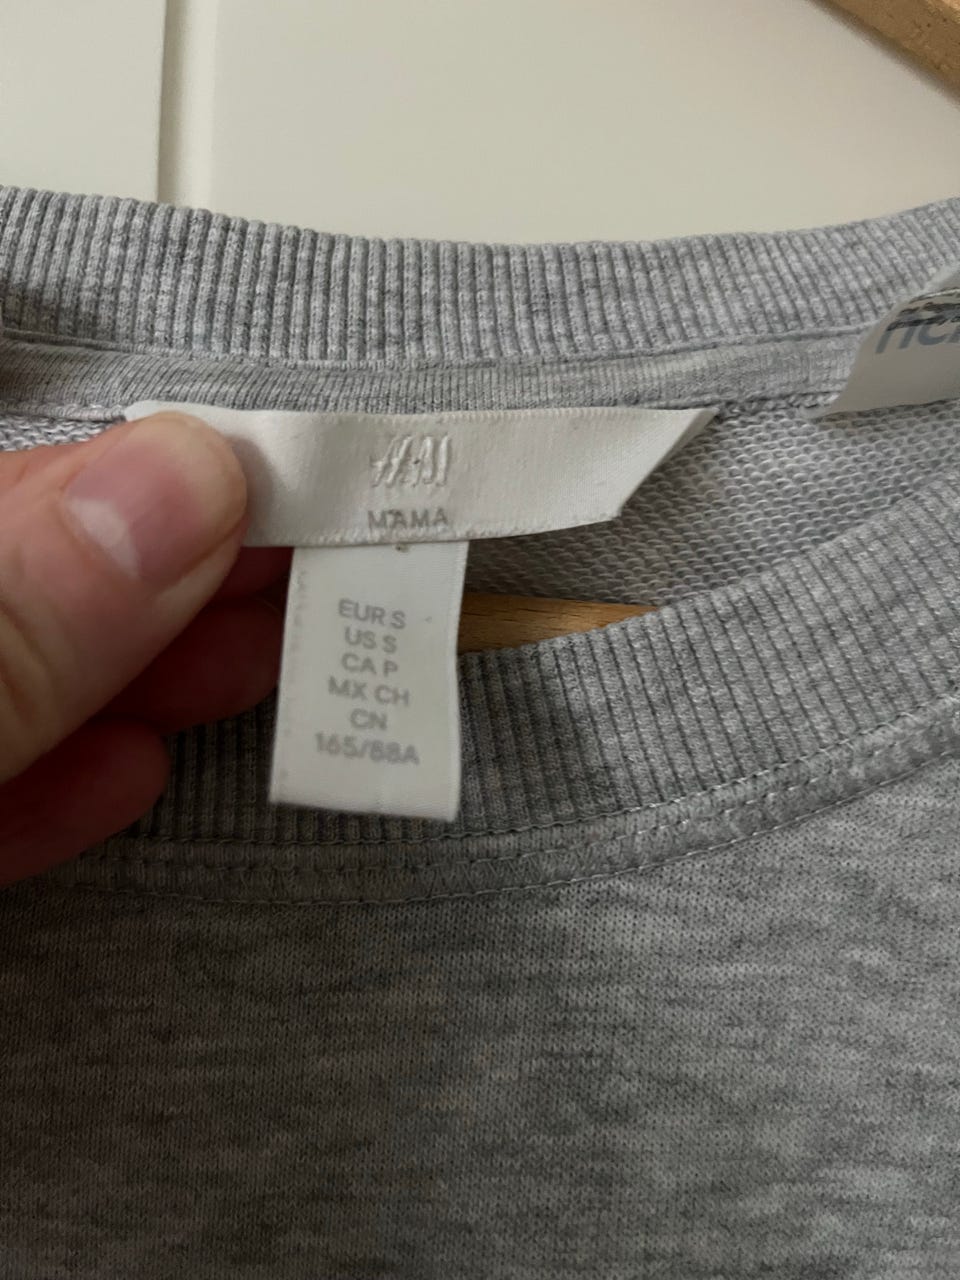 H&M
MAMA
EUR S
US S
CA P
MX CH
CN
165/88A